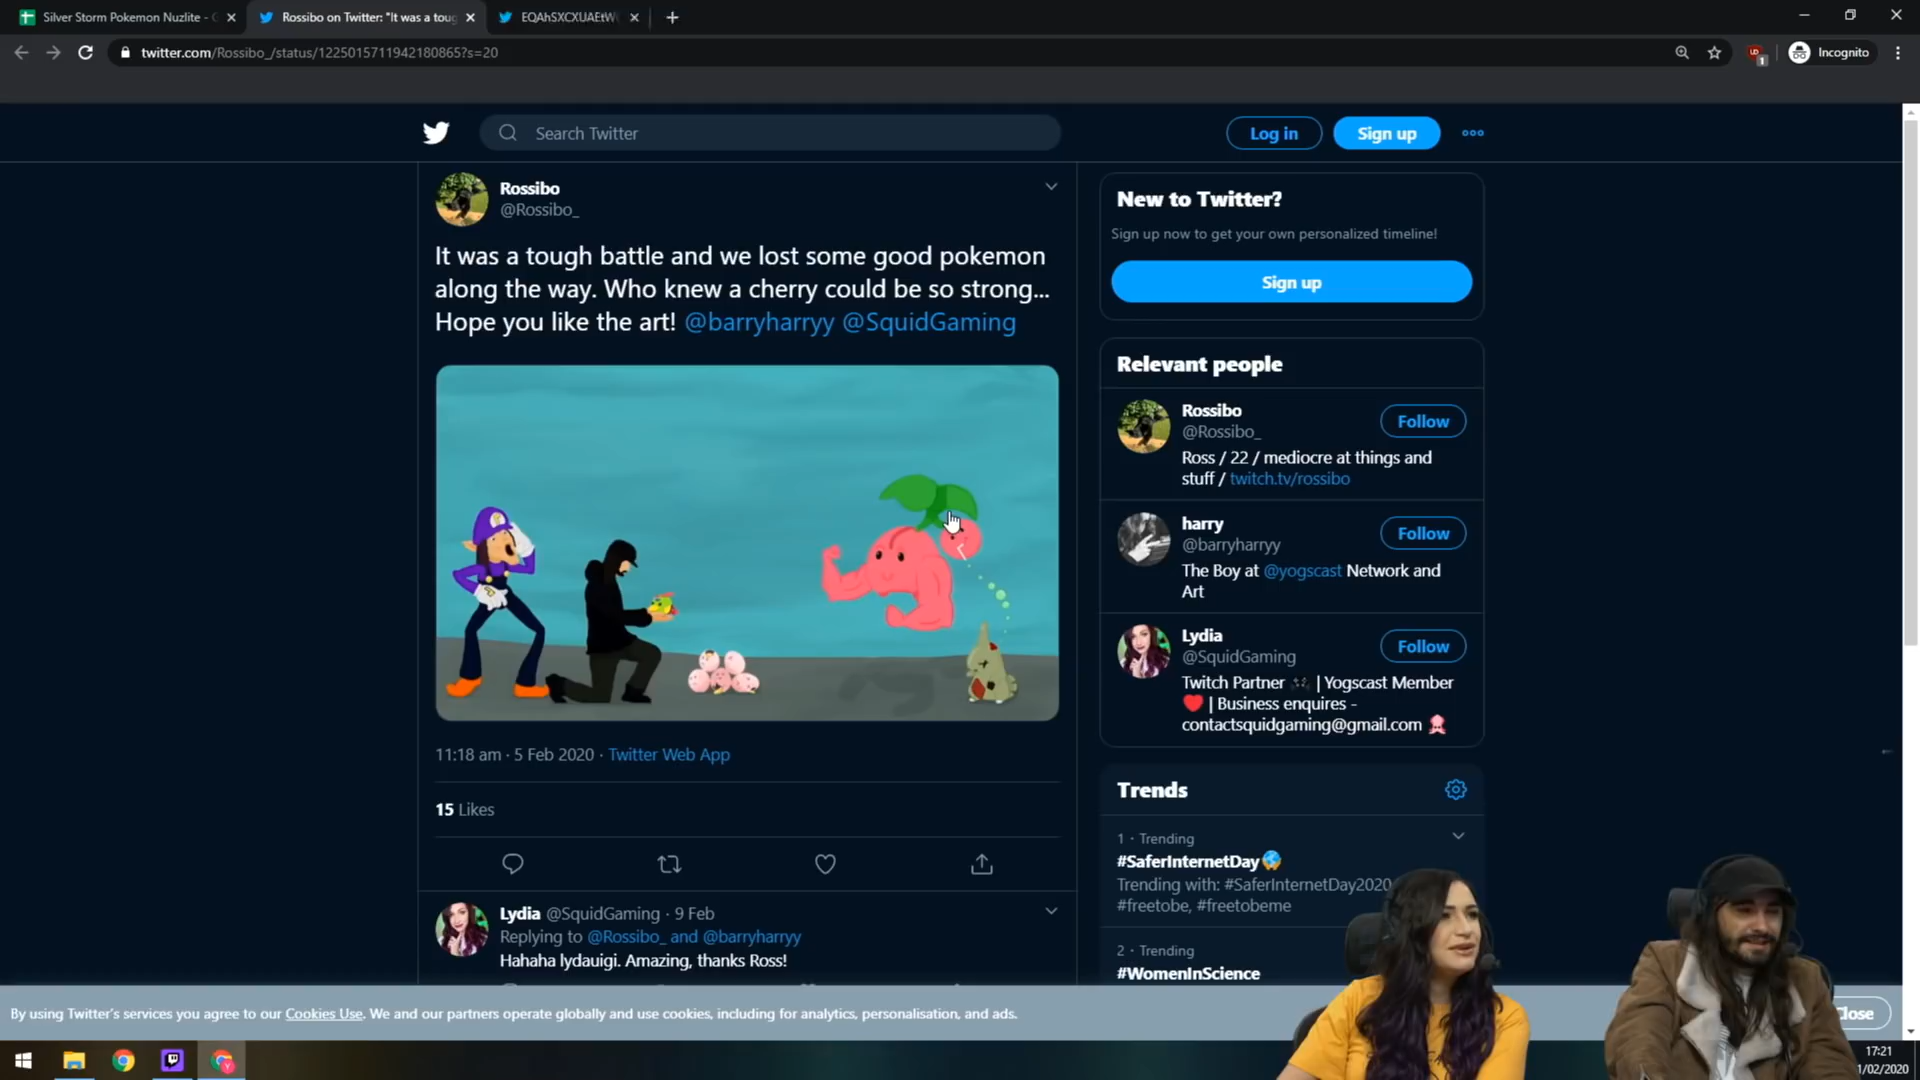 Silver Storm Pokemon Nuzlite - G
Rossibo on Twitter: "It was a toug
EQAhSXCXUAEtW
twitter.com/Rossibo_/status/1225015711942180865?s=20
Incognito
Search Twitter
Log in
Sign up
Rossibo
@Rossibo_
It was a tough battle and we lost some good pokemon
along the way. Who knew a cherry could be so strong...
Hope you like the art! @barryharryy @SquidGaming
11:18 am · 5 Feb 2020 · Twitter Web App
15 Likes
Lydia @SquidGaming · 9 Feb
Replying to @Rossibo_ and @barryharryy
Hahaha lydauigi. Amazing, thanks Ross!
New to Twitter?
Sign up now to get your own personalized timeline!
Sign up
Relevant people
Rossibo
@Rossibo_
Follow
Ross / 22 / mediocre at things and
stuff / twitch.tv/rossibo
harry
@barryharryy
Follow
The Boy at @yogscast Network and
Art
Lydia
@SquidGaming
Follow
Twitch Partner 🎮 | Yogscast Member
❤️ | Business enquires -
contactsquidgaming@gmail.com 🦑
Trends
1 · Trending
#SaferInternetDay
Trending with: #SaferInternetDay2020
#freetobe, #freetobeme
2 · Trending
#WomenInScience
By using Twitter's services you agree to our Cookies Use. We and our partners operate globally and use cookies, including for analytics, personalisation, and ads.
Close
17:21
1/02/2020